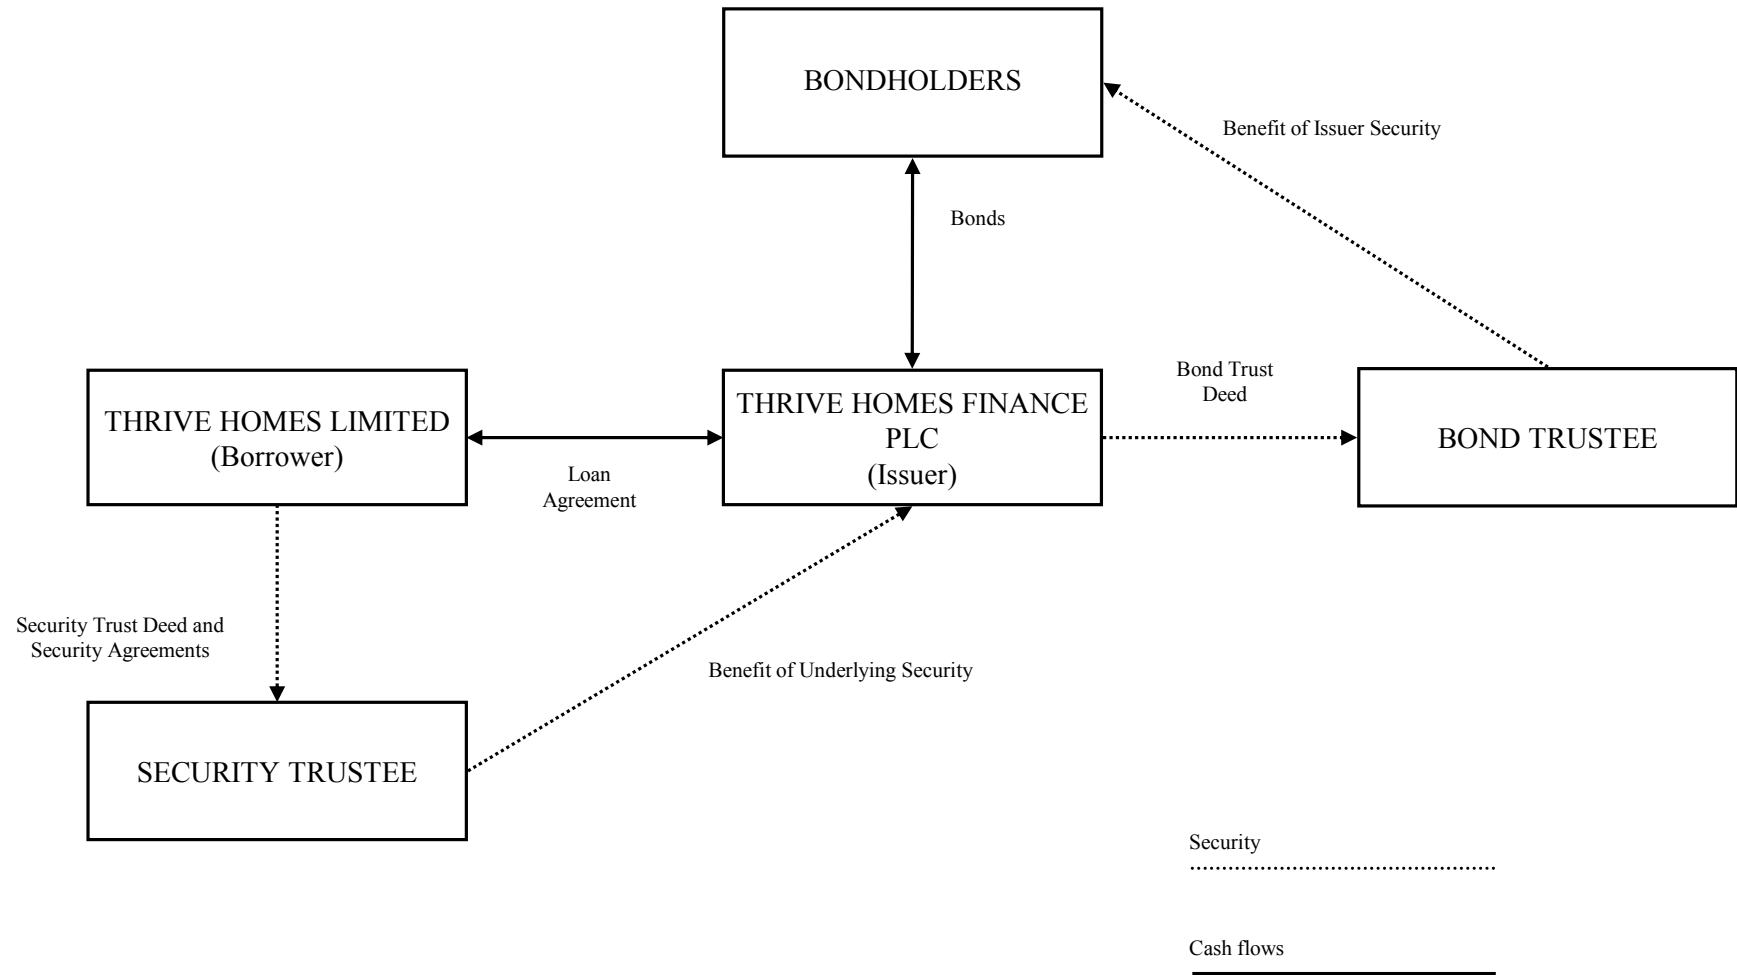 BONDHOLDERS
Benefit of Issuer Security
Bonds
Bond Trust
Deed
THRIVE HOMES LIMITED
(Borrower)
Loan
Agreement
THRIVE HOMES FINANCE
PLC
(Issuer)
BOND TRUSTEE
Security Trust Deed and
Security Agreements
Benefit of Underlying Security
SECURITY TRUSTEE
Security
Cash flows